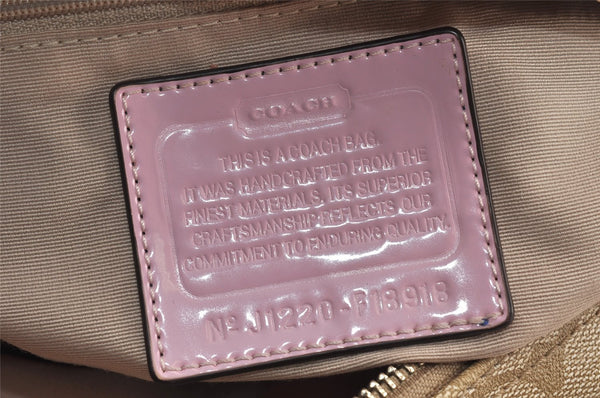 COACH
THIS IS A COACH BAG.
IT WAS HANDCRAFTED FROM THE
FINEST MATERIALS. ITS SUPERIOR
CRAFTSMANSHIP REFLECTS OUR
COMMITMENT TO ENDURING QUALITY.
Nº J1220-F18918